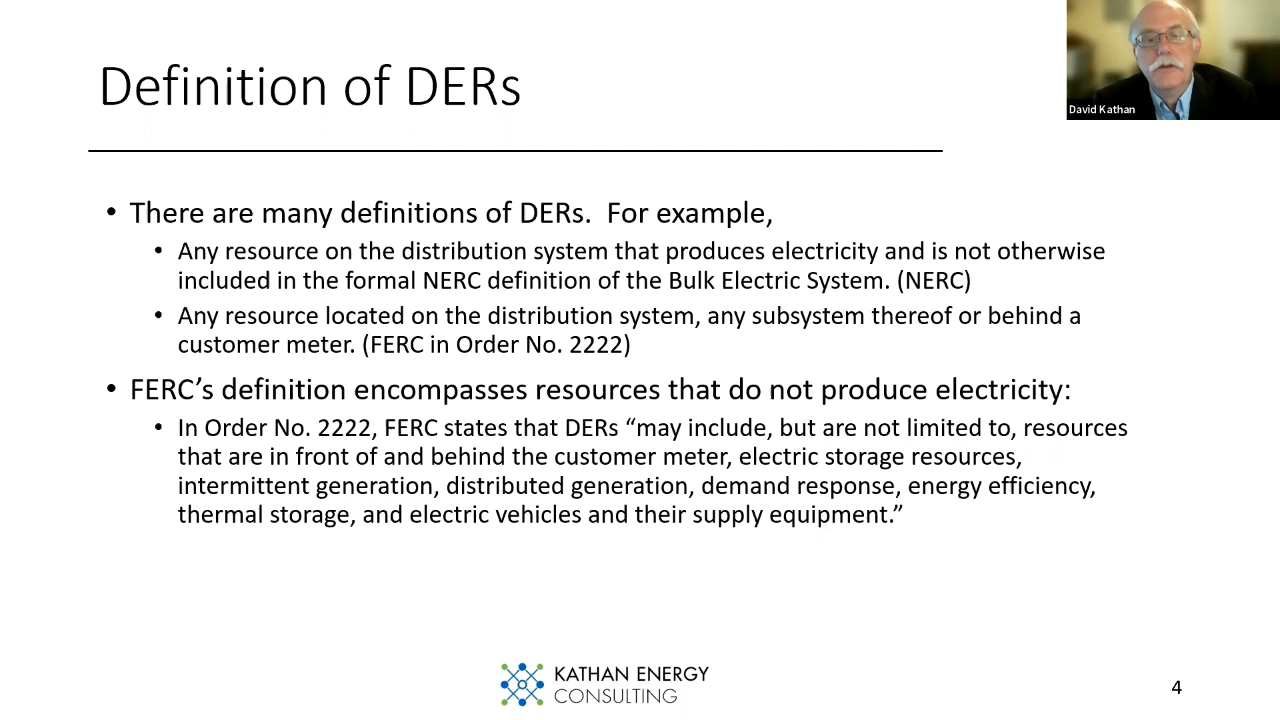 Definition of DERs
David Kathan
• There are many definitions of DERs.  For example,
• Any resource on the distribution system that produces electricity and is not otherwise
included in the formal NERC definition of the Bulk Electric System. (NERC)
• Any resource located on the distribution system, any subsystem thereof or behind a
customer meter. (FERC in Order No. 2222)
• FERC’s definition encompasses resources that do not produce electricity:
• In Order No. 2222, FERC states that DERs “may include, but are not limited to, resources
that are in front of and behind the customer meter, electric storage resources,
intermittent generation, distributed generation, demand response, energy efficiency,
thermal storage, and electric vehicles and their supply equipment.”
KATHAN ENERGY
CONSULTING
4